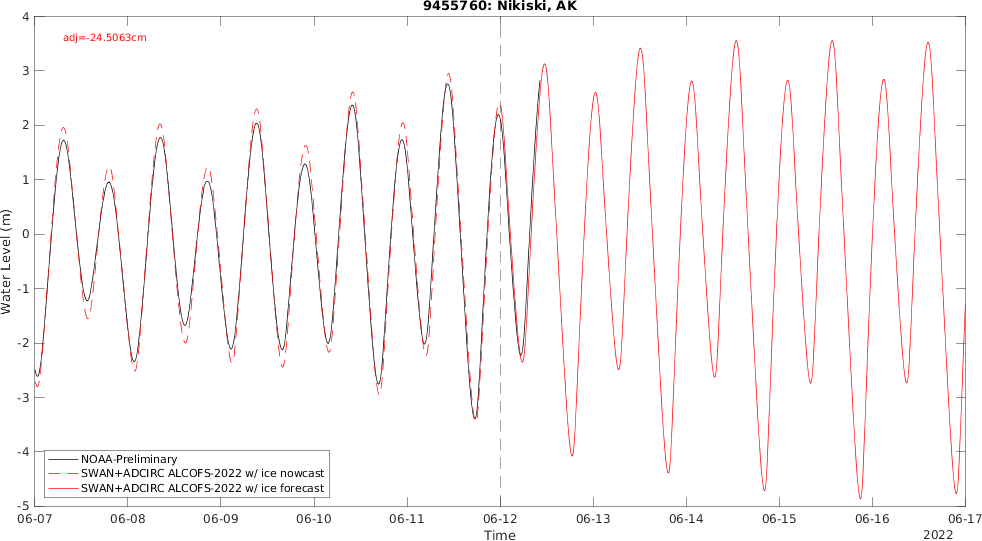 9455760: Nikiski, AK
adj=-24.5063cm
4
3
2
1
0
-1
-2
-3
-4
-5
Water Level (m)
NOAA-Preliminary
SWAN+ADCIRC ALCOFS-2022 w/ ice nowcast
SWAN+ADCIRC ALCOFS-2022 w/ ice forecast
06-07 06-08 06-09 06-10 06-11 06-12 06-13 06-14 06-15 06-16 06-17
Time
2022